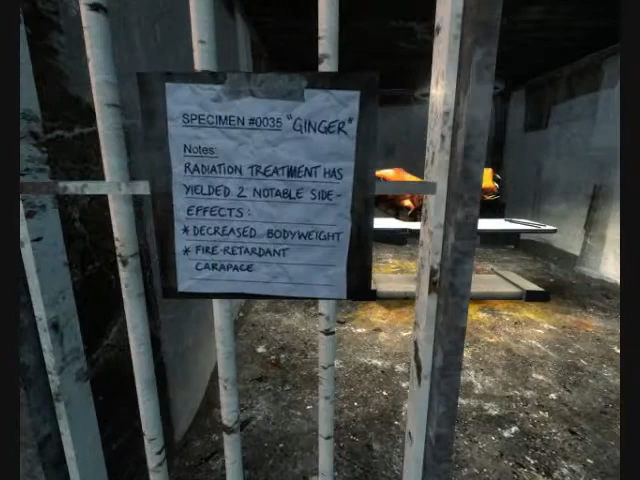 SPECIMEN #0035 "GINGER"
Notes:
RADIATION TREATMENT HAS
YIELDED 2 NOTABLE SIDE-
EFFECTS:
* DECREASED BODYWEIGHT
* FIRE-RETARDANT
CARAPACE